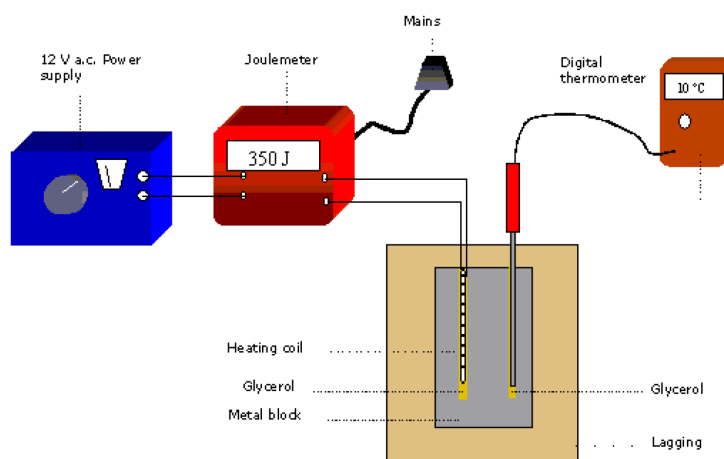 Mains
12 V a.c. Power
supply
Joulemeter
Digital
thermometer
10 °C
350 J
Heating coil
Glycerol
Glycerol
Metal block
Lagging